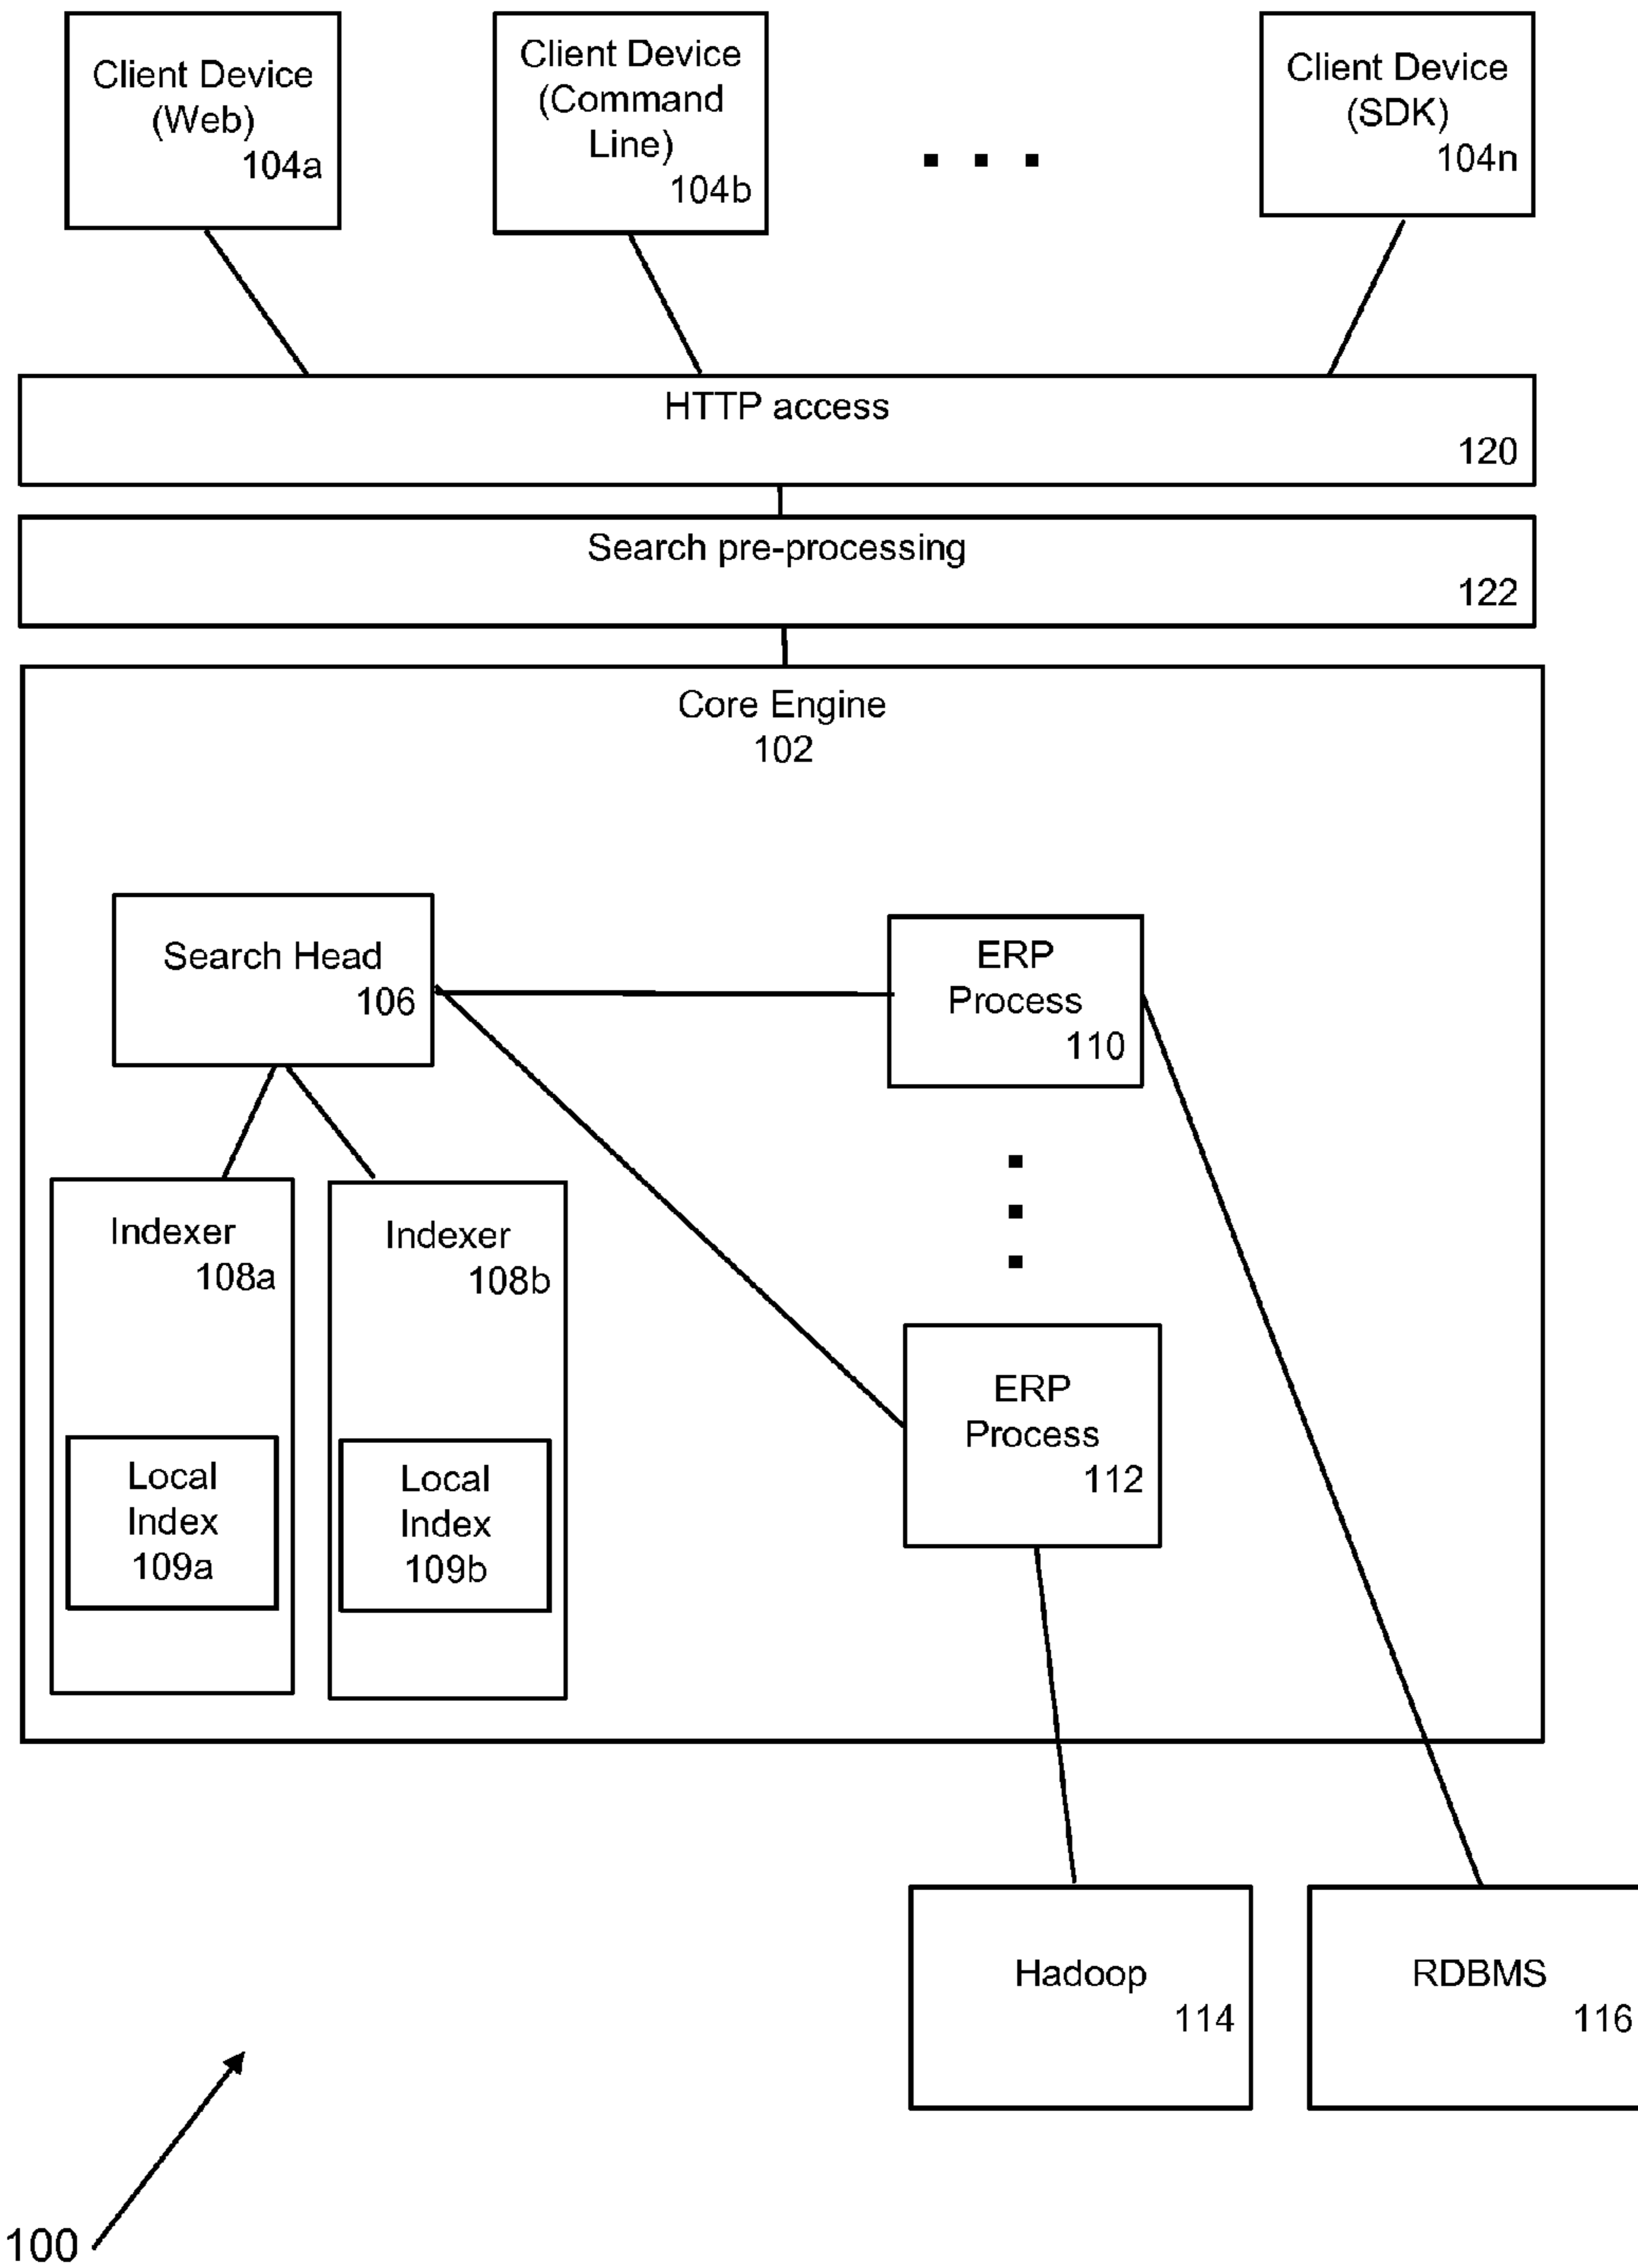 Client Device
(Web)
104a
Client Device
(Command
Line)
104b
Client Device
(SDK)
104n
HTTP access
120
Search pre-processing
122
Core Engine
102
Search Head
106
ERP
Process
110
Indexer
108a
Indexer
108b
Local
Index
109a
Local
Index
109b
ERP
Process
112
Hadoop
114
RDBMS
116
100